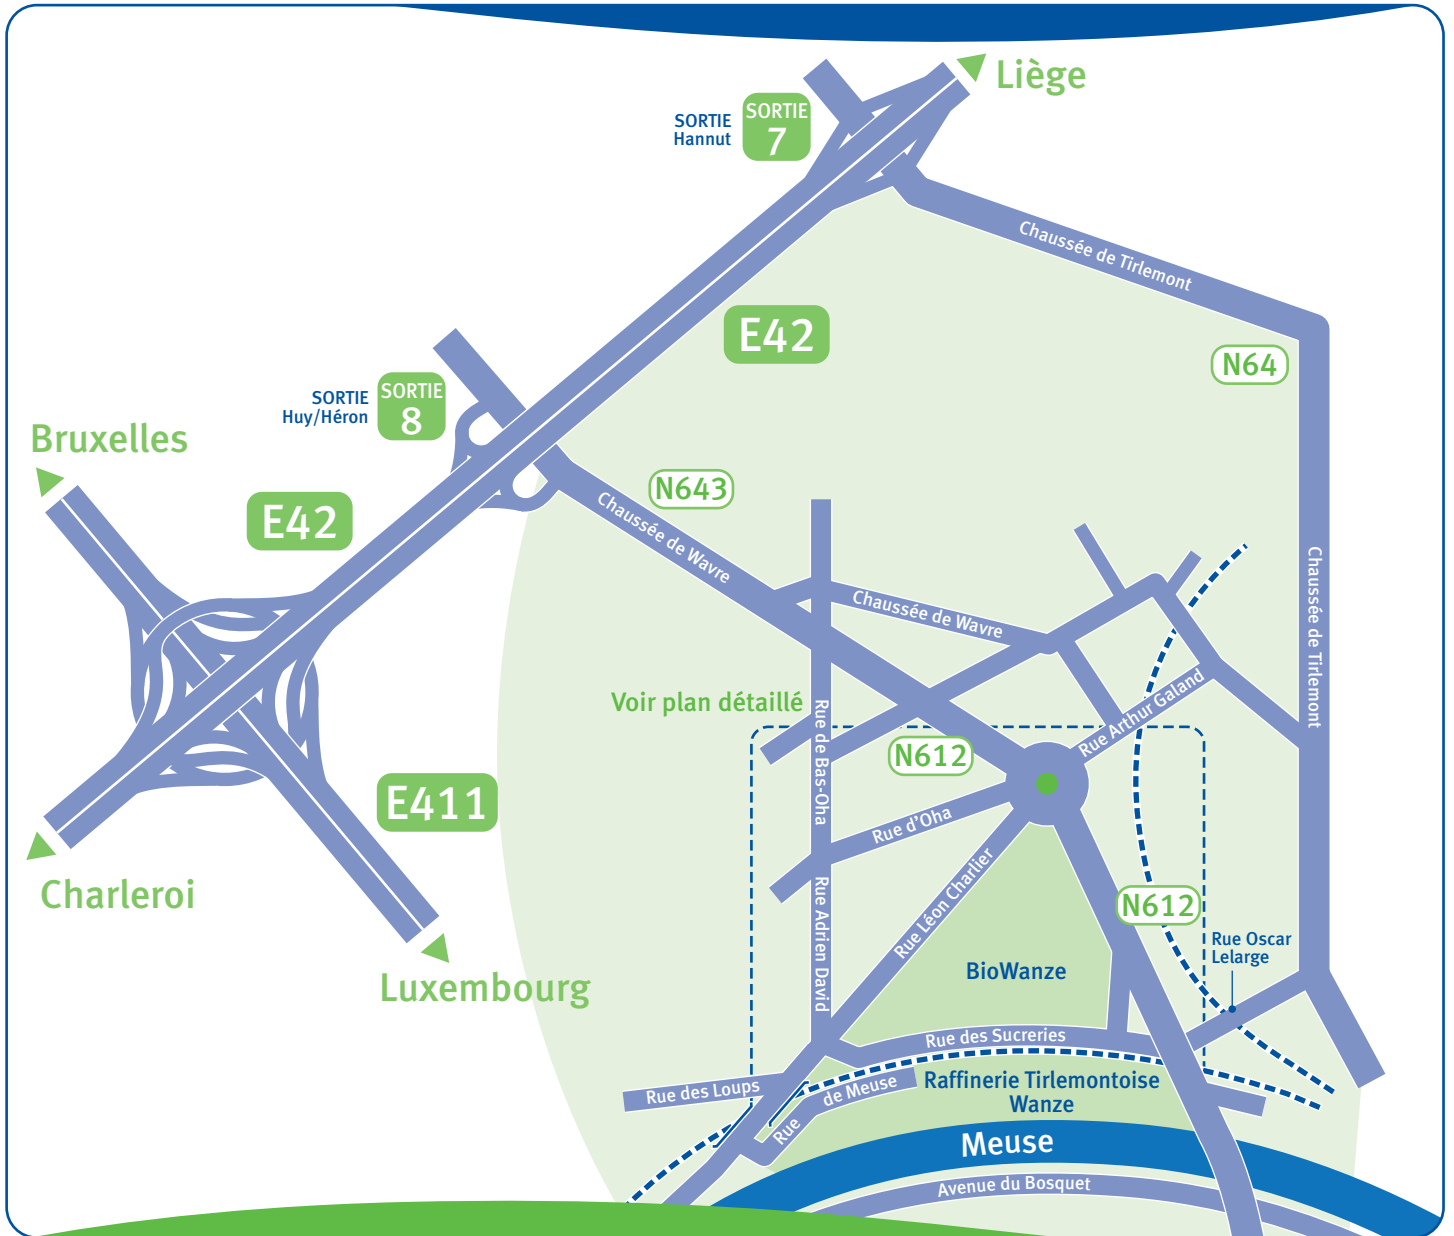 Liège
SORTIE
Hannut
SORTIE
7
Chaussée de Tirlemont
E42
N64
SORTIE
Huy/Héron
SORTIE
8
Bruxelles
E42
N643
Chaussée de Wavre
Chaussée de Wavre
Chaussée de Tirlemont
Voir plan détaillé
Rue de Bas-Oha
Rue Arthur Galand
N612
E411
Rue d’Oha
Charleroi
Rue Léon Charlier
Rue Adrien David
N612
Rue Oscar
Lelarge
BioWanze
Luxembourg
Rue des Sucreries
Rue des Loups
Rue
de Meuse
Raffinerie Tirlemontoise
Wanze
Meuse
Avenue du Bosquet